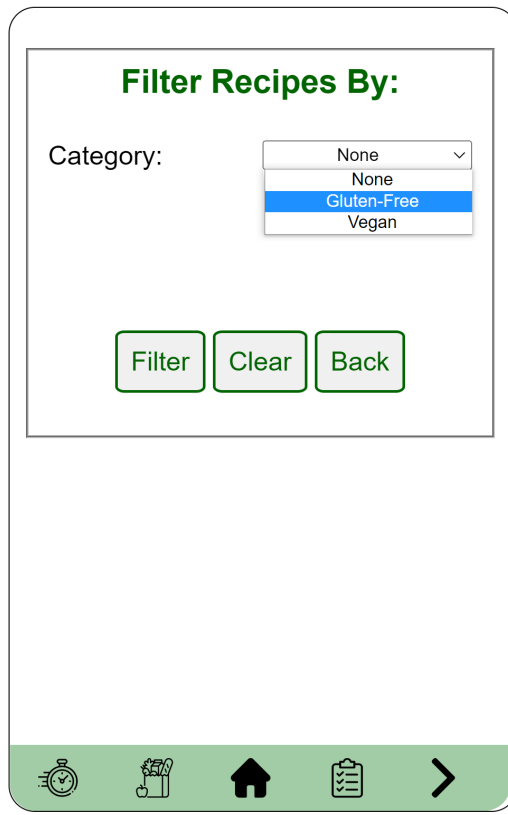 Filter Recipes By:
Category: None
None
Gluten-Free
Vegan
Filter Clear Back